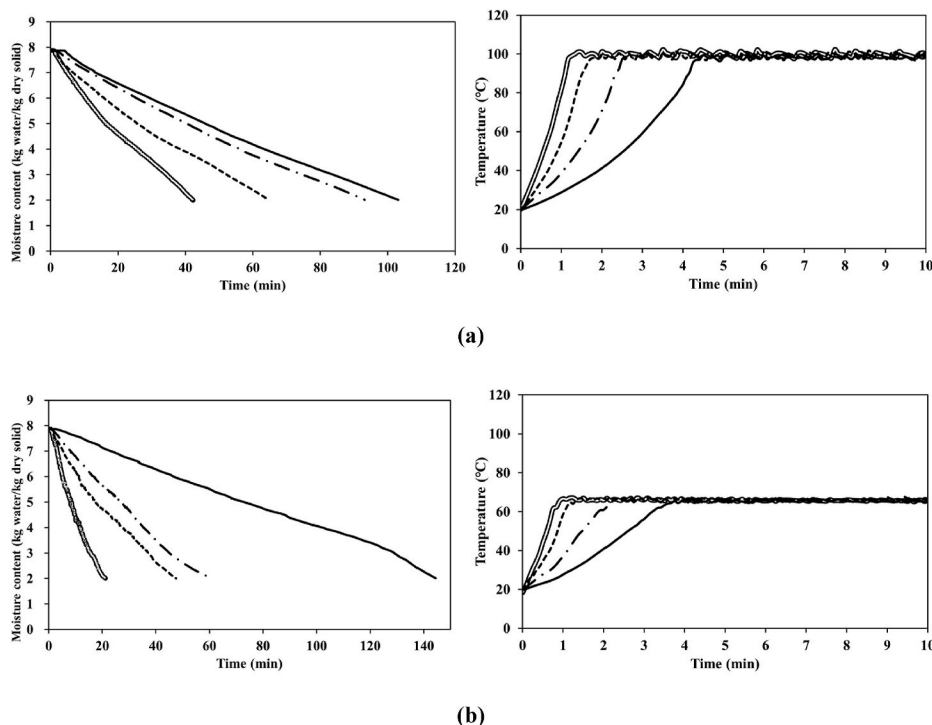 Moisture content (kg water/kg dry solid)
9
8
7
6
5
4
3
2
1
0
0 20 40 60 80 100 120
Time (min)
Temperature (°C)
120
100
80
60
40
20
0
0 1 2 3 4 5 6 7 8 9 10
Time (min)
(a)
Moisture content (kg water/kg dry solid)
9
8
7
6
5
4
3
2
1
0
0 20 40 60 80 100 120 140
Time (min)
Temperature (°C)
120
100
80
60
40
20
0
0 1 2 3 4 5 6 7 8 9 10
Time (min)
(b)